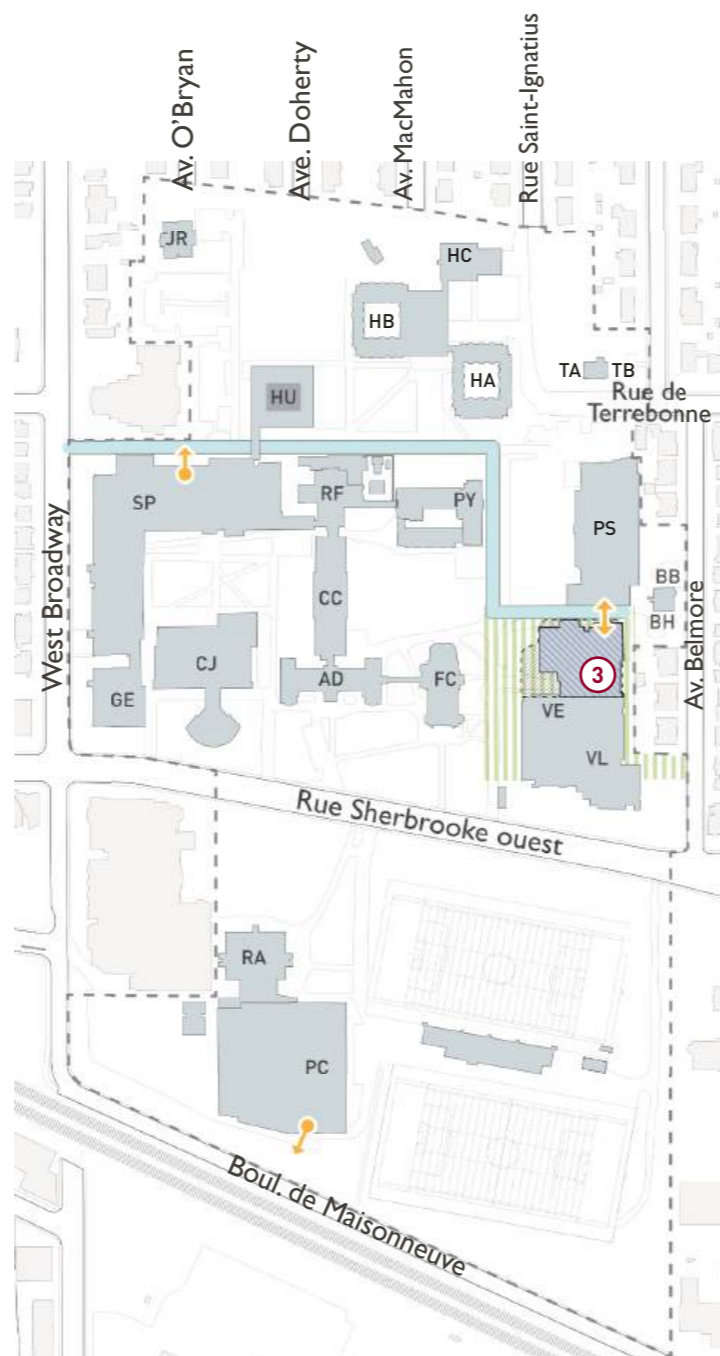 Av. O'Bryan
Ave. Doherty
Av. MacMahon
Rue Saint-Ignatius
JR
HC
HB
HA
TA
TB
HU
Rue de
Terrebonne
SP
RF
PY
PS
CC
BB
BH
West Broadway
CJ
AD
FC
3
Av. Belmore
GE
VE
VL
Rue Sherbrooke ouest
RA
PC
Boul. de Maisonneuve